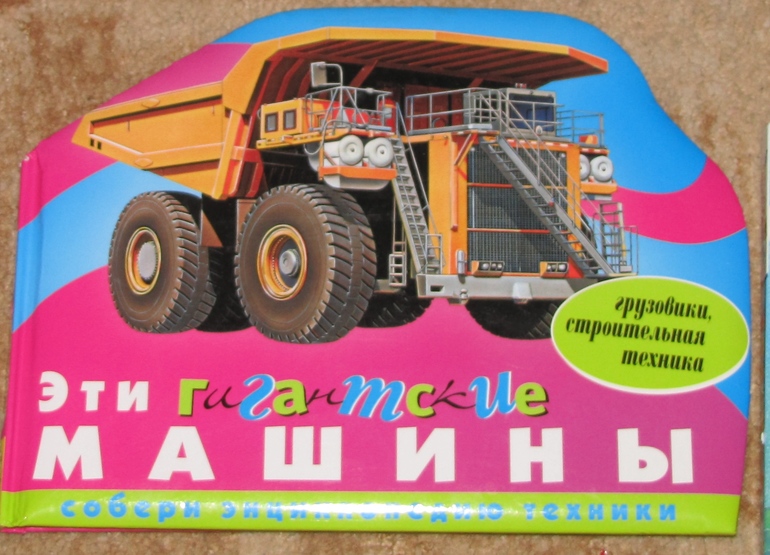 грузовики,
строительная
техника
Эти гигантские
МАШИНЫ
собери энциклопедию техники